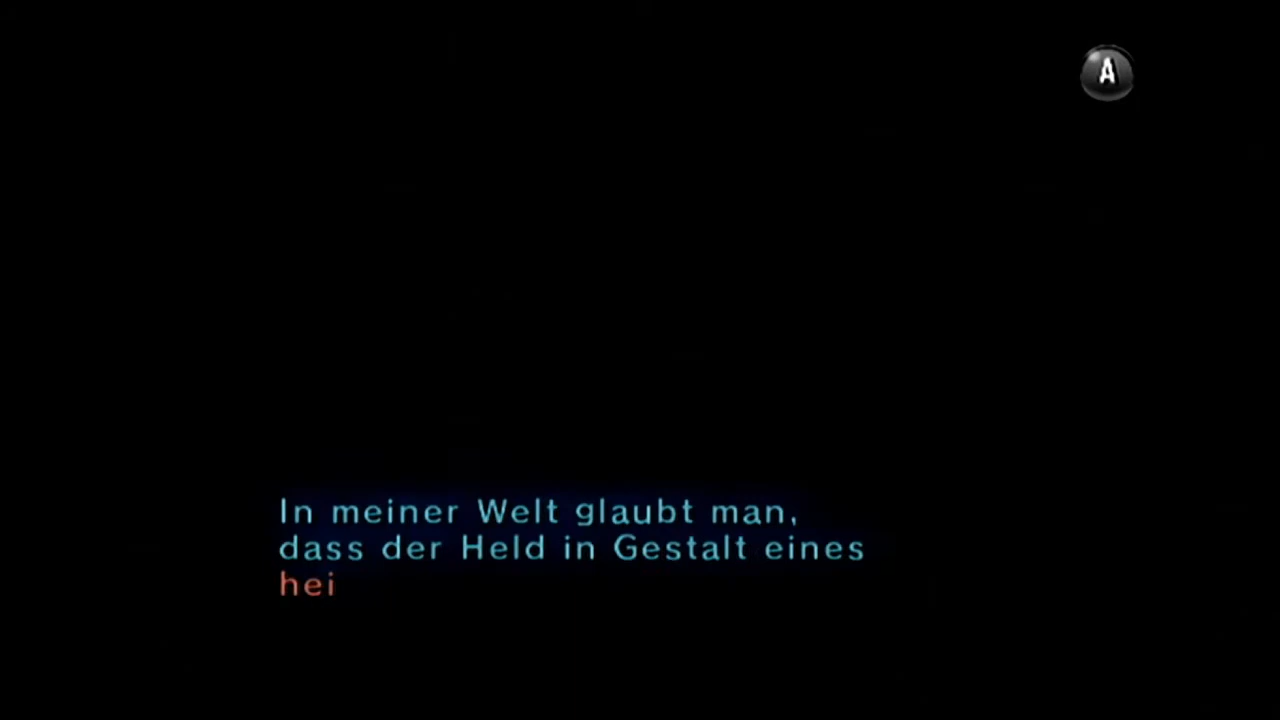 A
In meiner Welt glaubt man,
dass der Held in Gestalt eines
hei